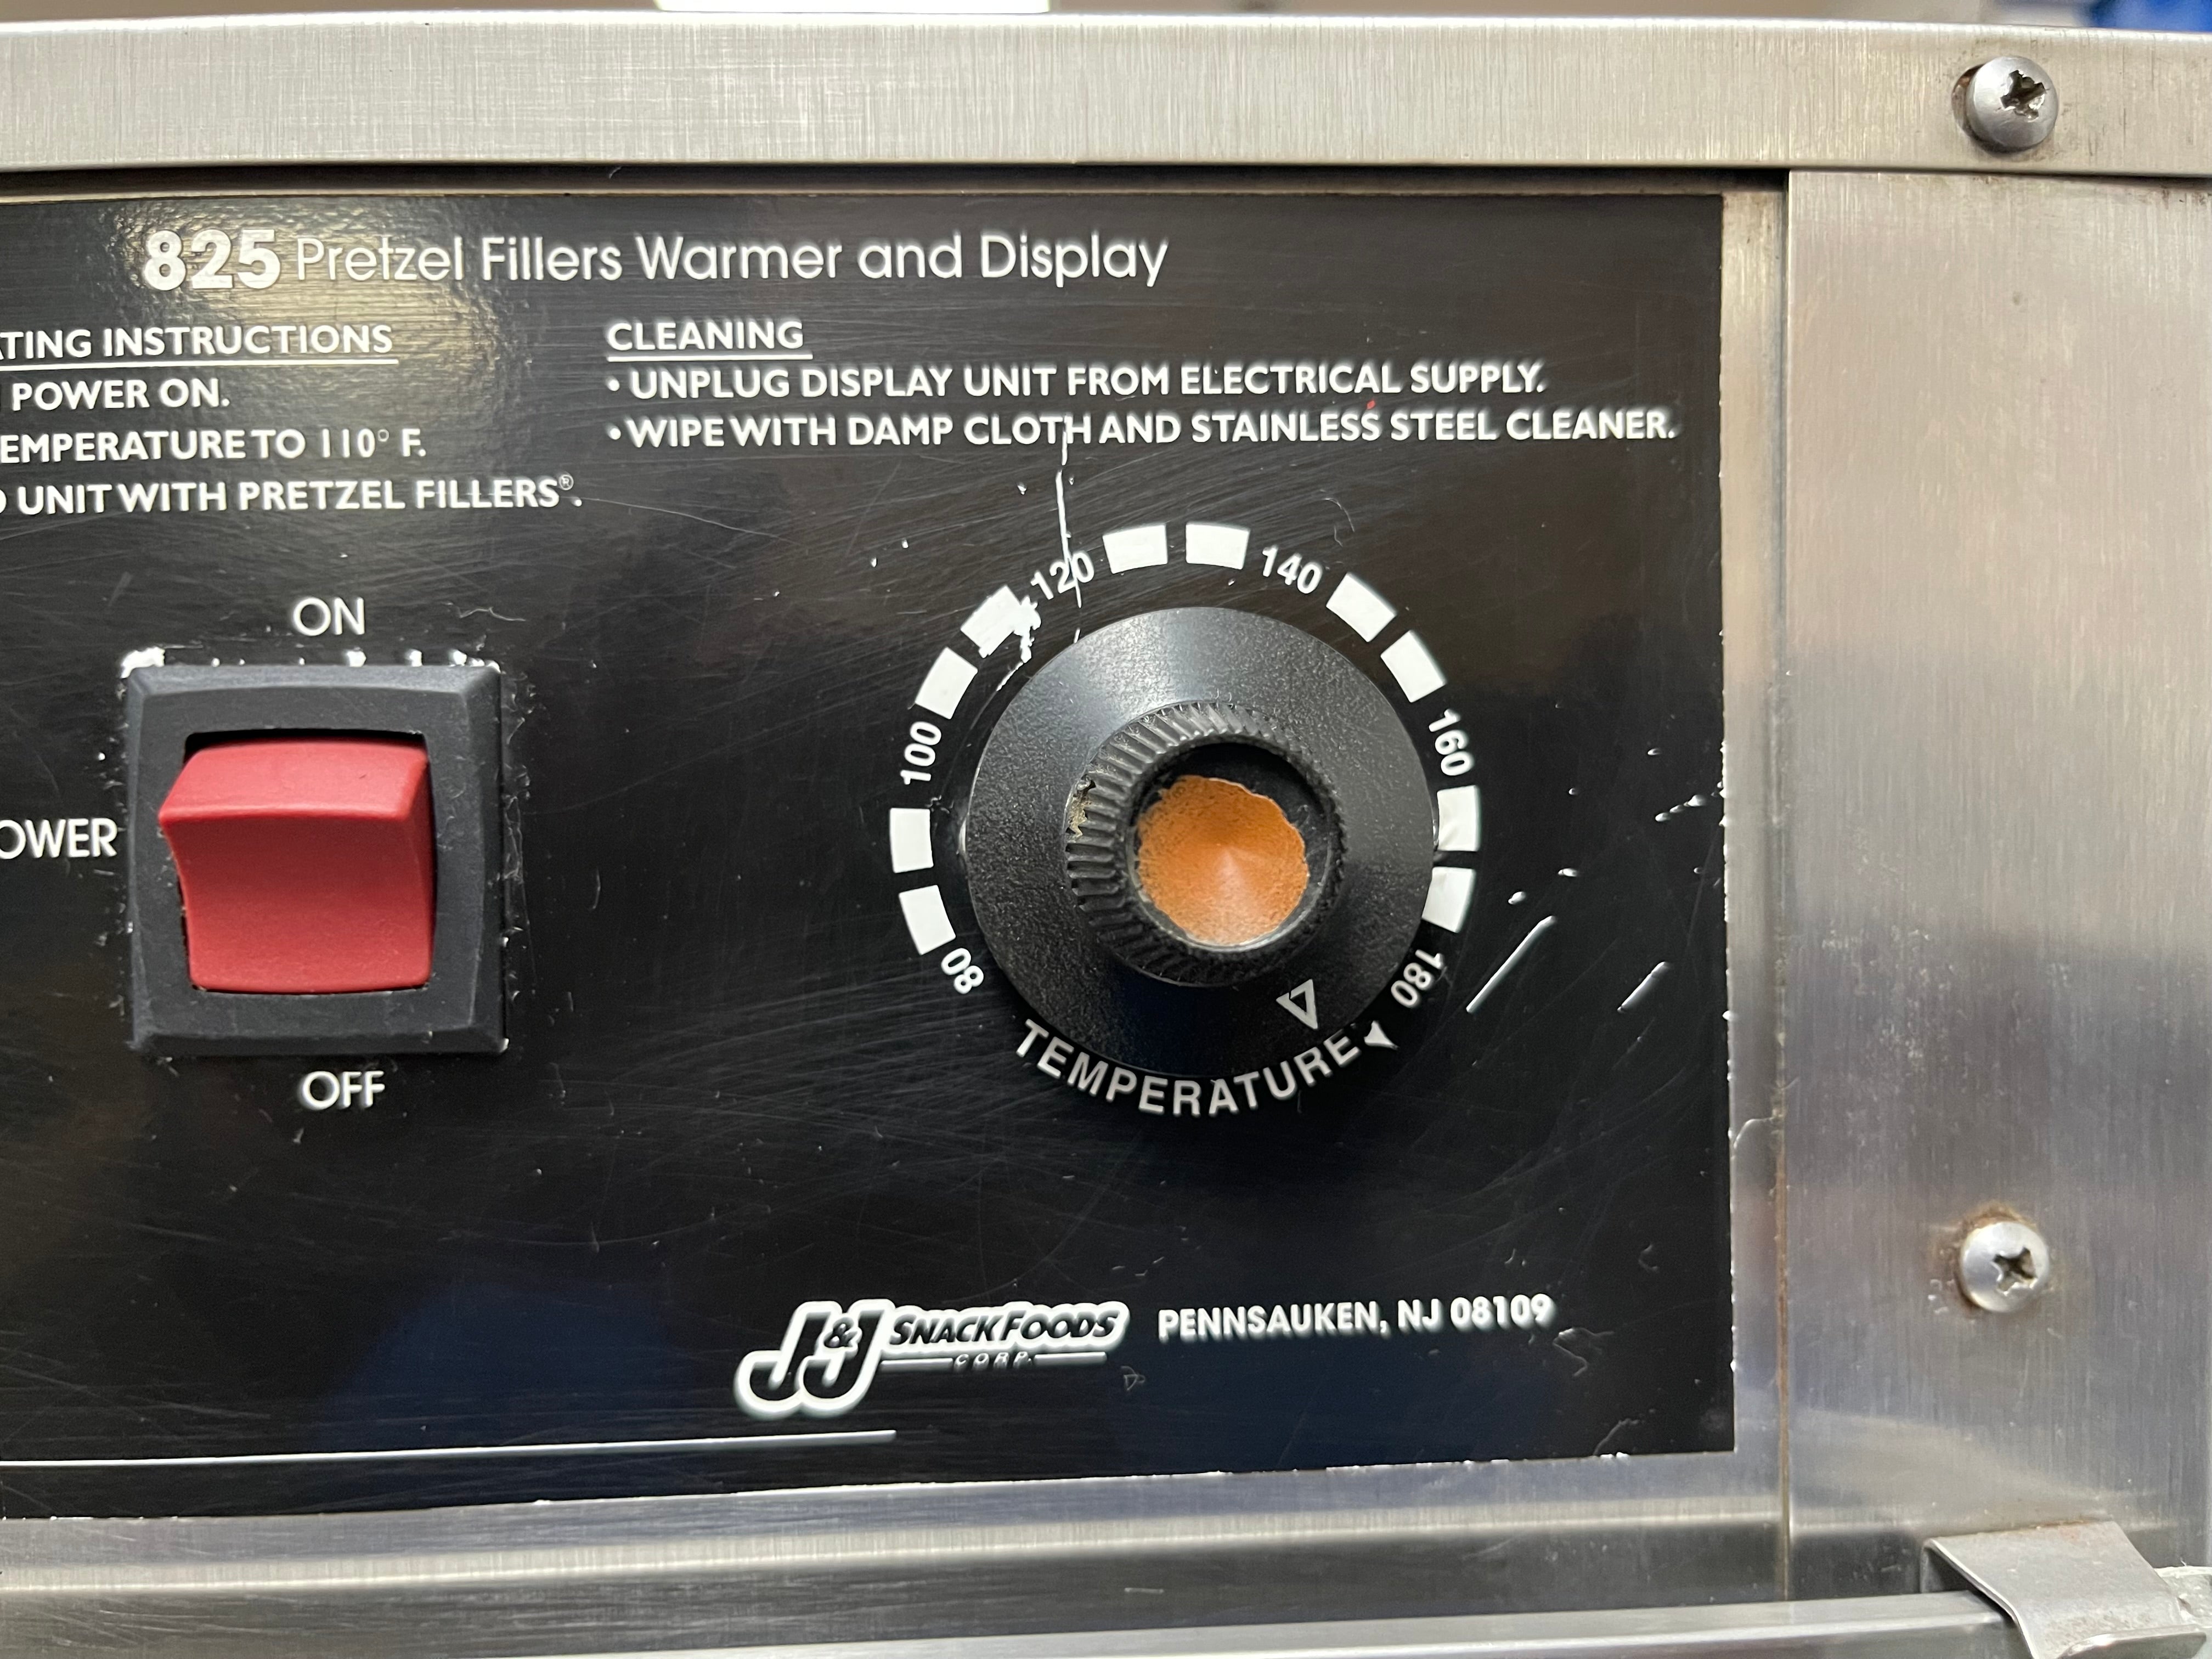 825 Pretzel Fillers Warmer and Display
ATING INSTRUCTIONS
POWER ON.
EMPERATURE TO 110° F.
UNIT WITH PRETZEL FILLERS®.
CLEANING
• UNPLUG DISPLAY UNIT FROM ELECTRICAL SUPPLY.
• WIPE WITH DAMP CLOTH AND STAINLESS STEEL CLEANER.
ON
OWER
OFF
80
100
120
140
160
180
TEMPERATURE
J&J SNACK FOODS
CORP.
PENNSAUKEN, NJ 08109